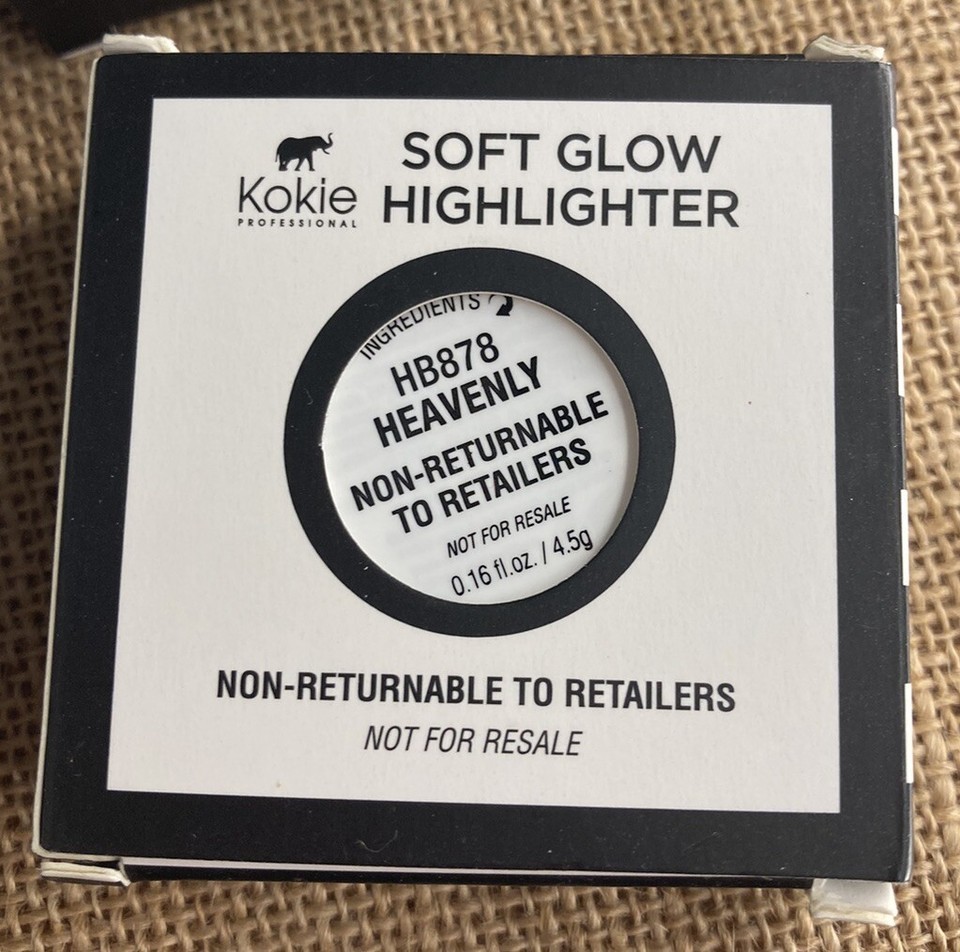 Kokie
PROFESSIONAL
SOFT GLOW
HIGHLIGHTER
INGREDIENTS
HB878
HEAVENLY
NON-RETURNABLE
TO RETAILERS
NOT FOR RESALE
0.16 fl.oz. / 4.5g
NON-RETURNABLE TO RETAILERS
NOT FOR RESALE